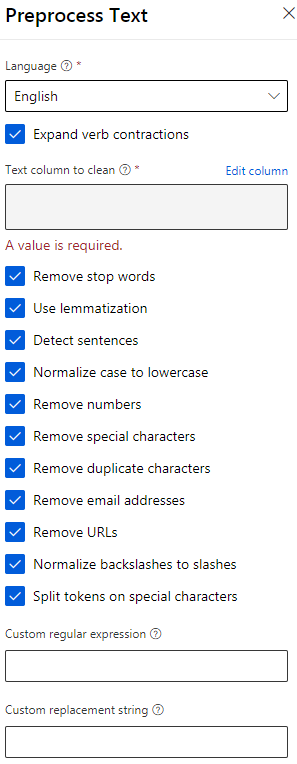 Preprocess Text
Language *
English
Expand verb contractions
Text column to clean * Edit column
A value is required.
Remove stop words
Use lemmatization
Detect sentences
Normalize case to lowercase
Remove numbers
Remove special characters
Remove duplicate characters
Remove email addresses
Remove URLs
Normalize backslashes to slashes
Split tokens on special characters
Custom regular expression
Custom replacement string